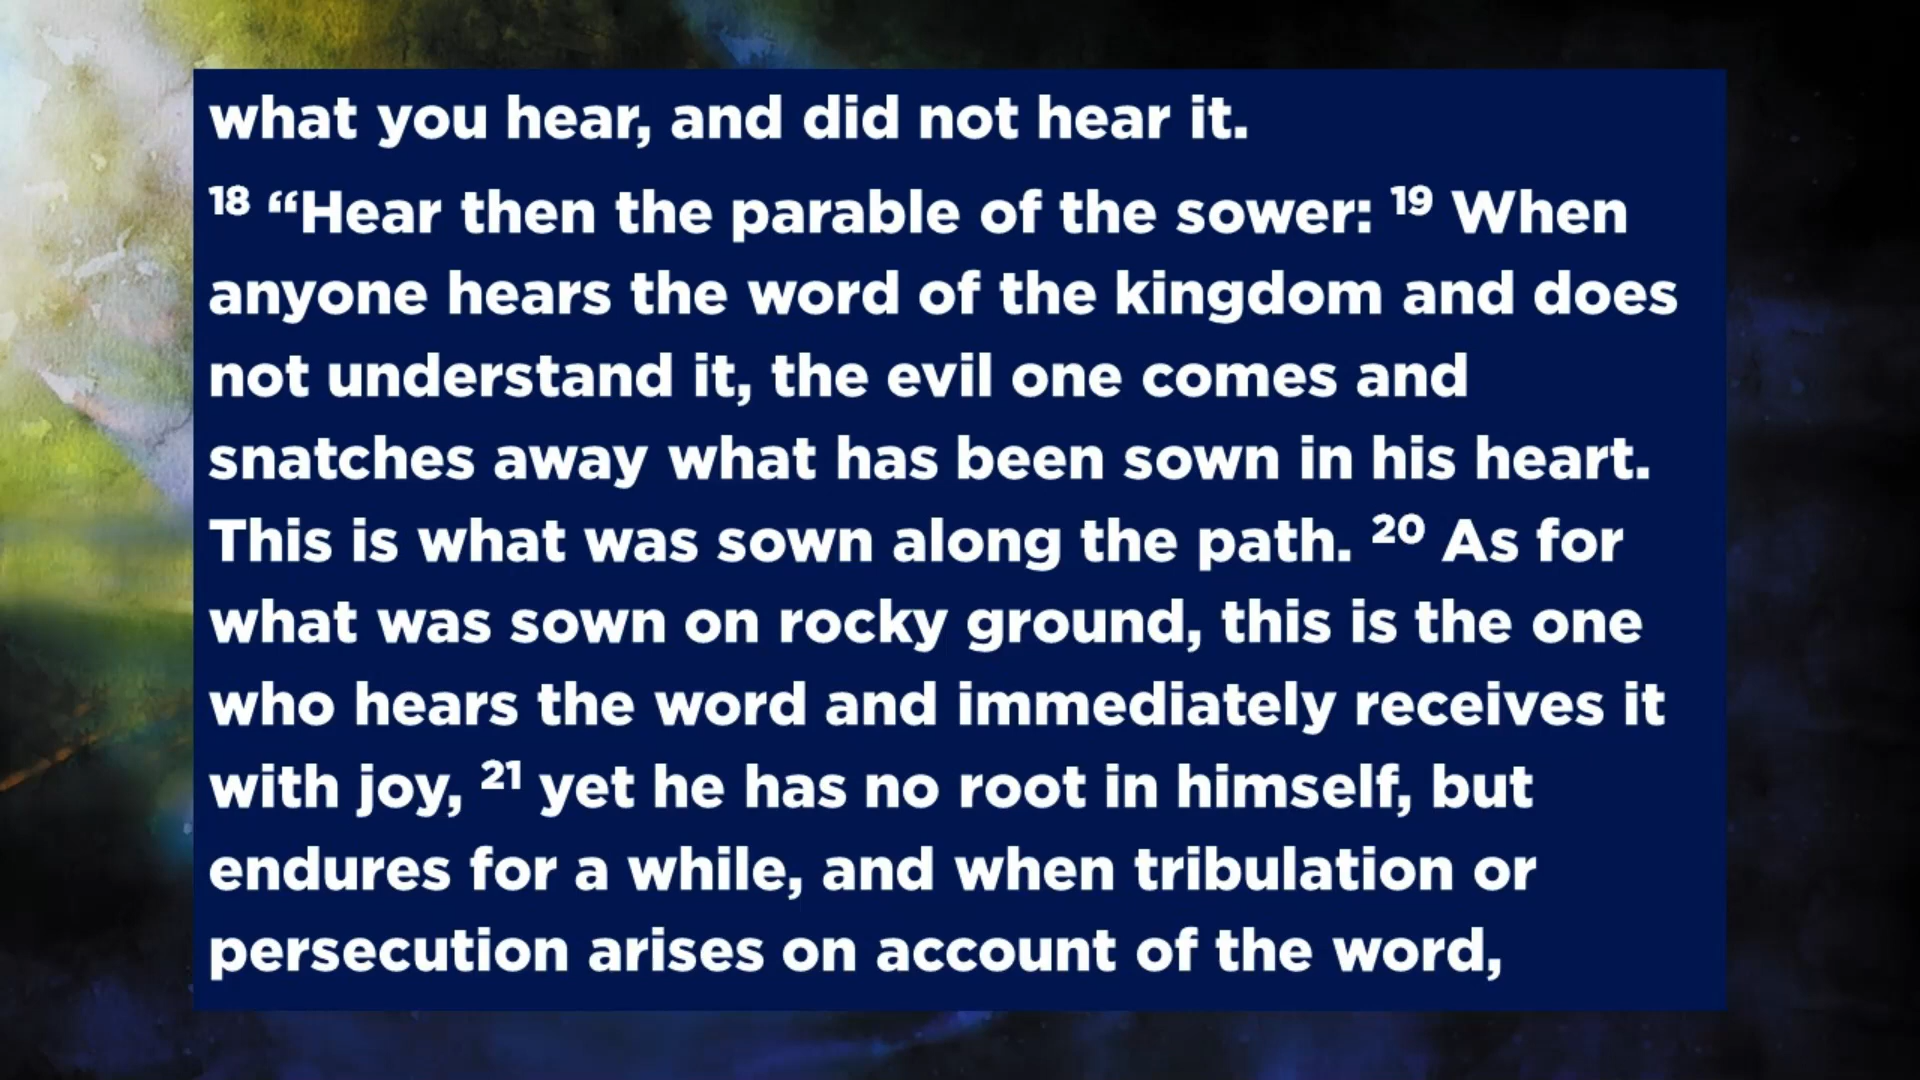 what you hear, and did not hear it.
18 “Hear then the parable of the sower: 19 When
anyone hears the word of the kingdom and does
not understand it, the evil one comes and
snatches away what has been sown in his heart.
This is what was sown along the path. 20 As for
what was sown on rocky ground, this is the one
who hears the word and immediately receives it
with joy, 21 yet he has no root in himself, but
endures for a while, and when tribulation or
persecution arises on account of the word,